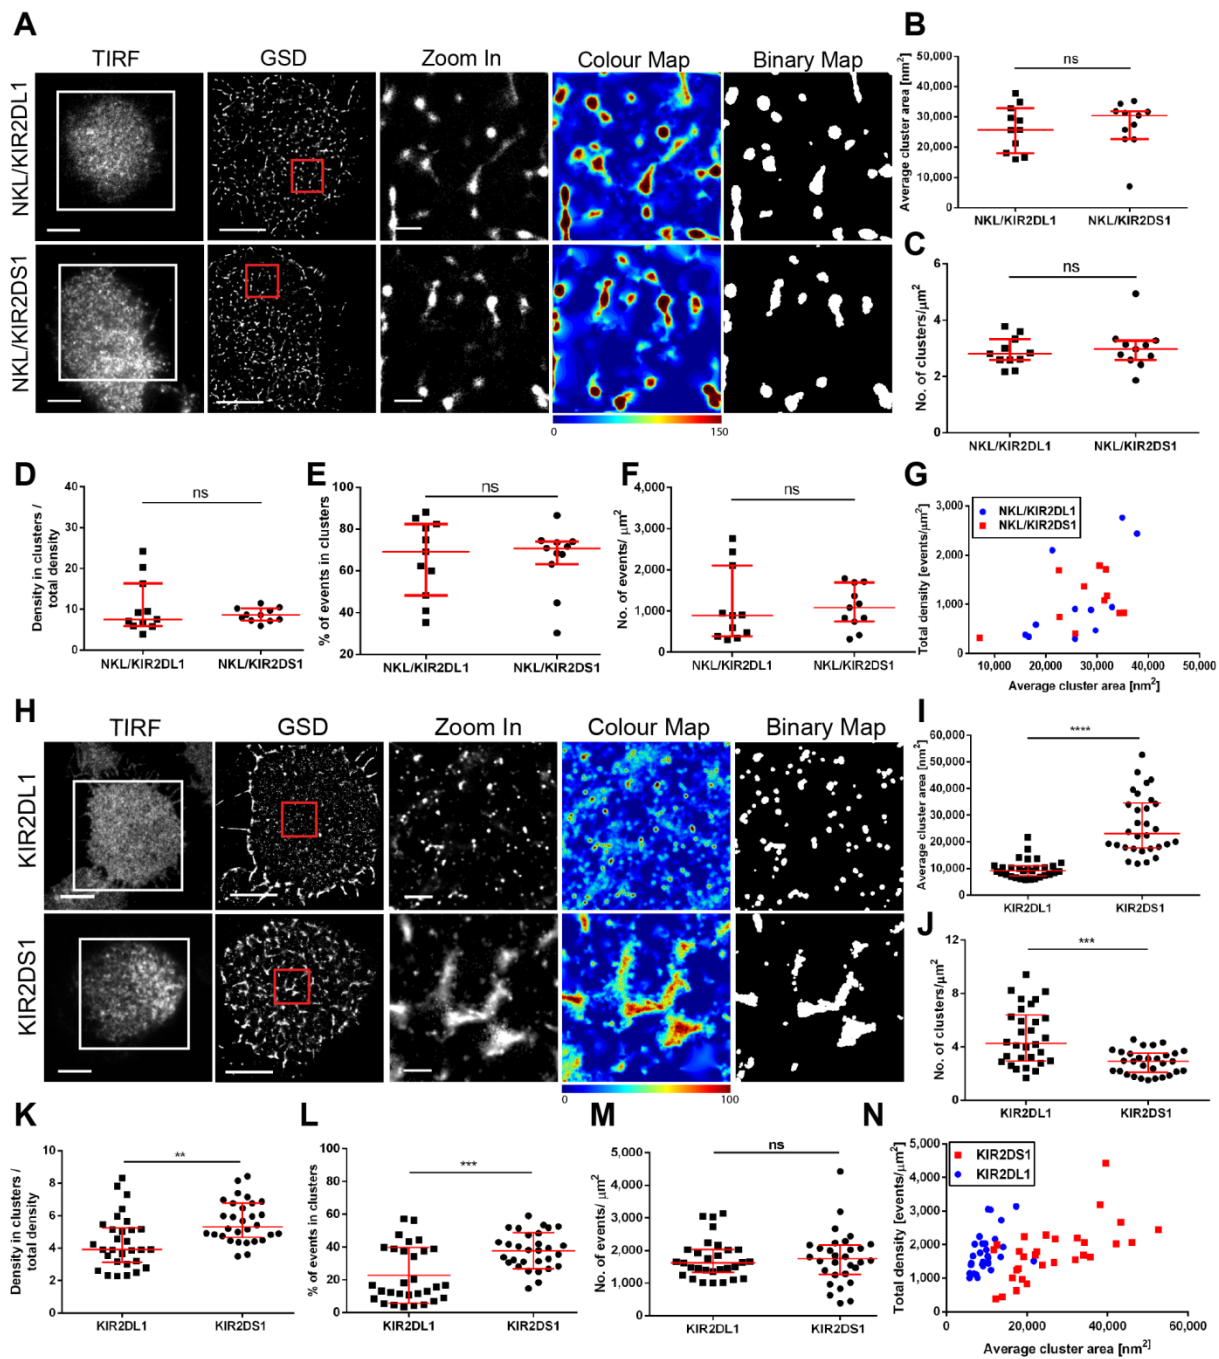 A
TIRF GSD Zoom In Colour Map Binary Map
NKL/KIR2DL1
NKL/KIR2DS1
0 150
B
Average cluster area [nm²]
50,000
40,000
30,000
20,000
10,000
0
ns
NKL/KIR2DL1 NKL/KIR2DS1
C
No. of clusters/µm²
6
4
2
0
ns
NKL/KIR2DL1 NKL/KIR2DS1
D
Density in clusters /
total density
40
30
20
10
0
ns
NKL/KIR2DL1 NKL/KIR2DS1
E
% of events in clusters
100
80
60
40
20
ns
NKL/KIR2DL1 NKL/KIR2DS1
F
No. of events/ µm²
4,000
3,000
2,000
1,000
0
ns
NKL/KIR2DL1 NKL/KIR2DS1
G
Total density [events/µm²]
3,000
2,000
1,000
0
NKL/KIR2DL1
NKL/KIR2DS1
10,000 20,000 30,000 40,000 50,000
Average cluster area [nm²]
H
TIRF GSD Zoom In Colour Map Binary Map
KIR2DL1
KIR2DS1
0 100
I
Average cluster area [nm²]
60,000
50,000
40,000
30,000
20,000
10,000
0
****
KIR2DL1 KIR2DS1
J
No. of clusters/µm²
12
8
4
0
***
KIR2DL1 KIR2DS1
K
Density in clusters /
total density
10
8
6
4
2
0
**
KIR2DL1 KIR2DS1
L
% of events in clusters
100
80
60
40
20
0
***
KIR2DL1 KIR2DS1
M
No. of events/ µm²
5,000
4,000
3,000
2,000
1,000
0
ns
KIR2DL1 KIR2DS1
N
Total density [events/µm²]
5,000
4,000
3,000
2,000
1,000
0
KIR2DS1
KIR2DL1
0 20,000 40,000 60,000
Average cluster area [nm²]